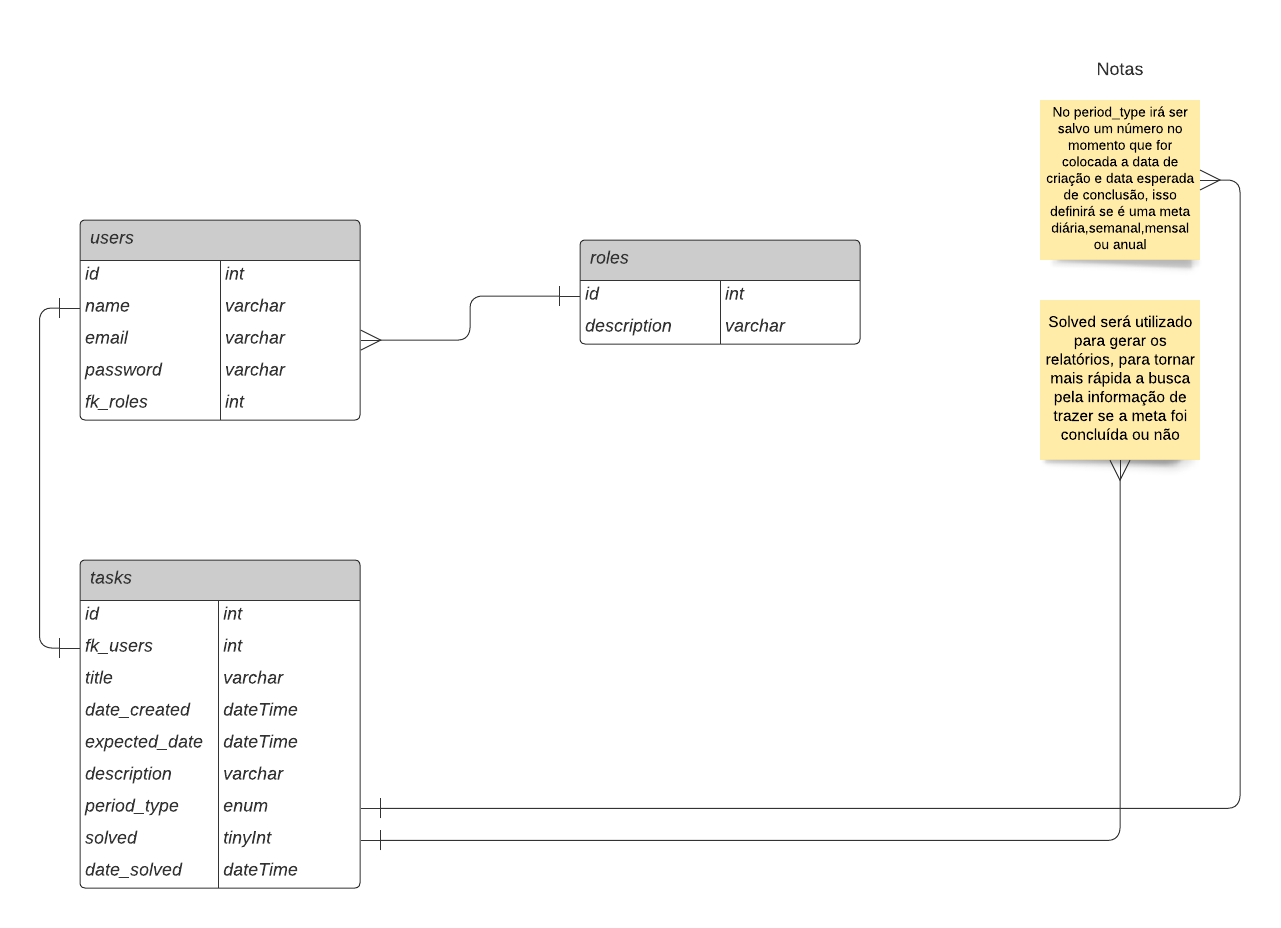 Notas
No period_type irá ser
salvo um número no
momento que for
colocada a data de
criação e data esperada
de conclusão, isso
definirá se é uma meta
diária,semanal,mensal
ou anual
Solved será utilizado
para gerar os
relatórios, para tornar
mais rápida a busca
pela informação de
trazer se a meta foi
concluída ou não
users
id int
name varchar
email varchar
password varchar
fk_roles int
roles
id int
description varchar
tasks
id int
fk_users int
title varchar
date_created dateTime
expected_date dateTime
description varchar
period_type enum
solved tinyInt
date_solved dateTime